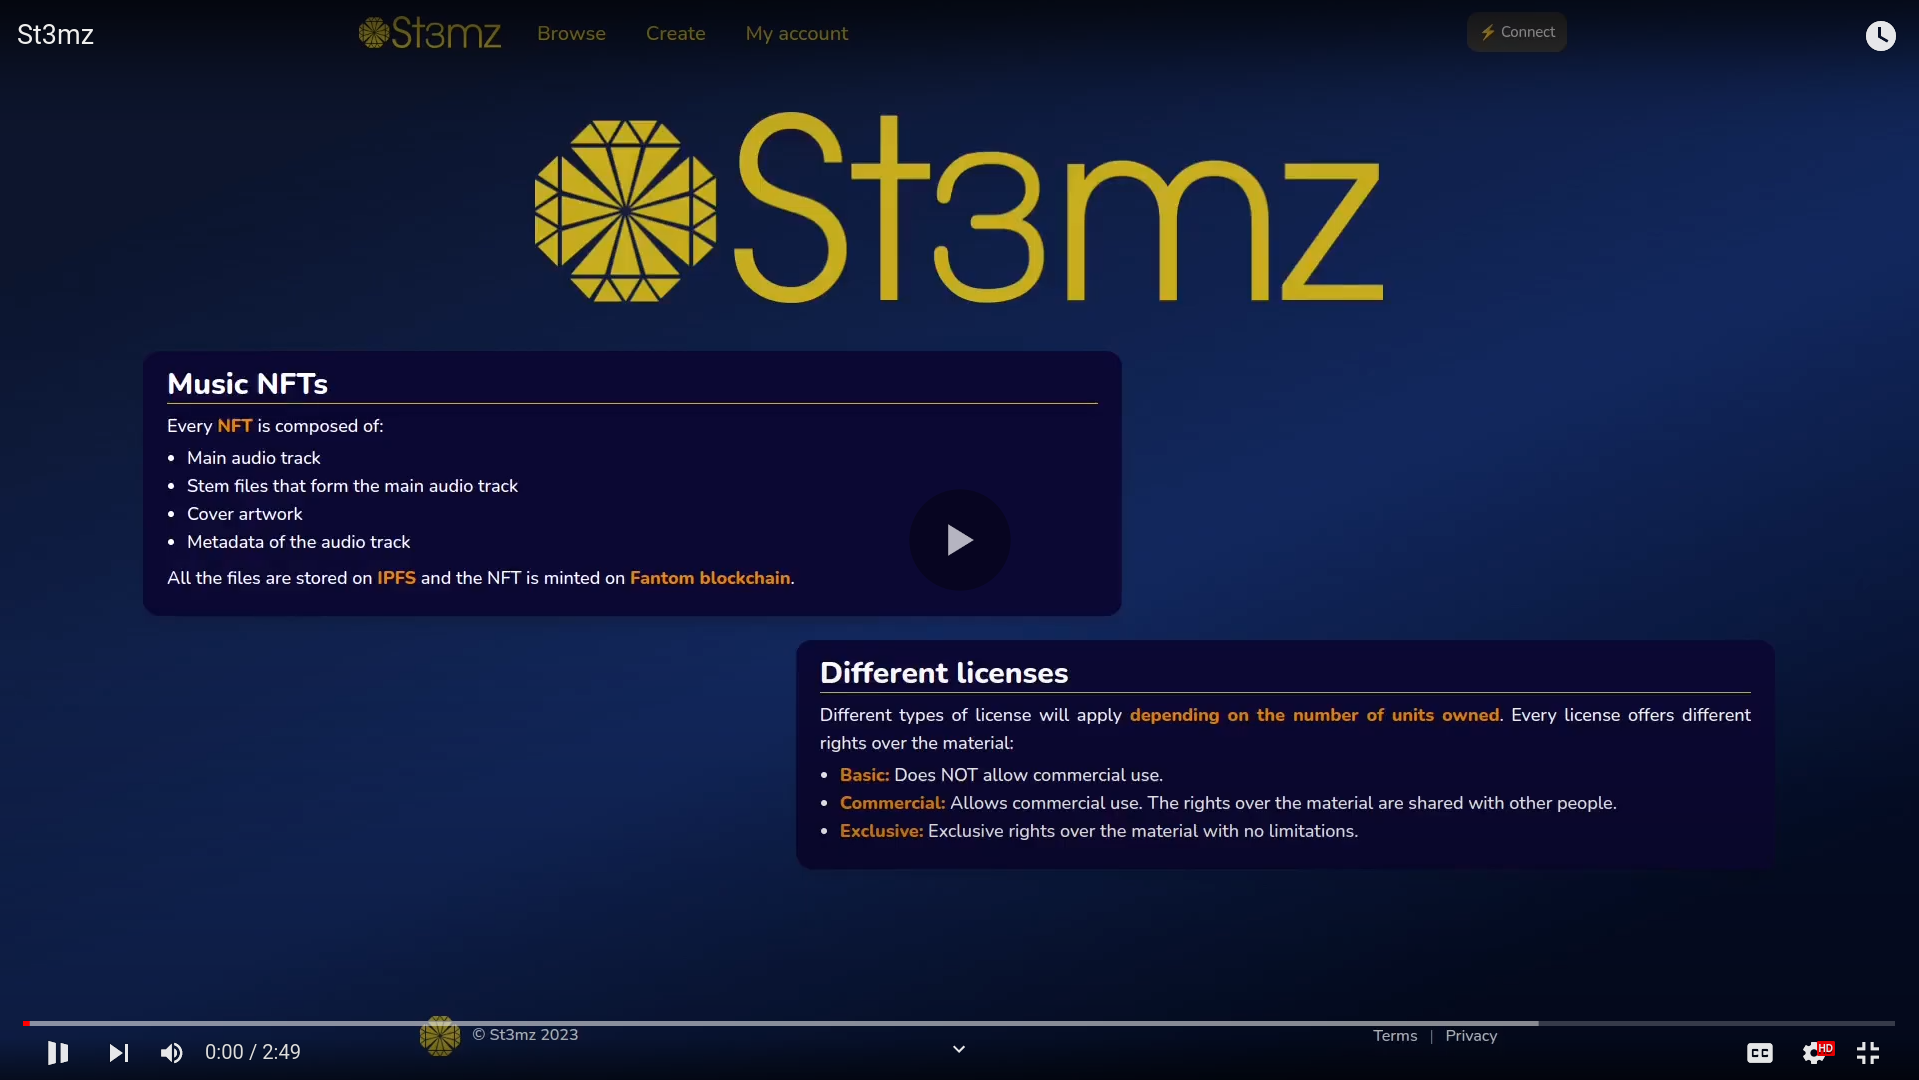 St3mz
St3mz Browse Create My account ⚡ Connect
St3mz
Music NFTs
Every NFT is composed of:
• Main audio track
• Stem files that form the main audio track
• Cover artwork
• Metadata of the audio track
All the files are stored on IPFS and the NFT is minted on Fantom blockchain.
Different licenses
Different types of license will apply depending on the number of units owned. Every license offers different
rights over the material:
• Basic: Does NOT allow commercial use.
• Commercial: Allows commercial use. The rights over the material are shared with other people.
• Exclusive: Exclusive rights over the material with no limitations.
© St3mz 2023
Terms | Privacy
0:00 / 2:49
CC HD